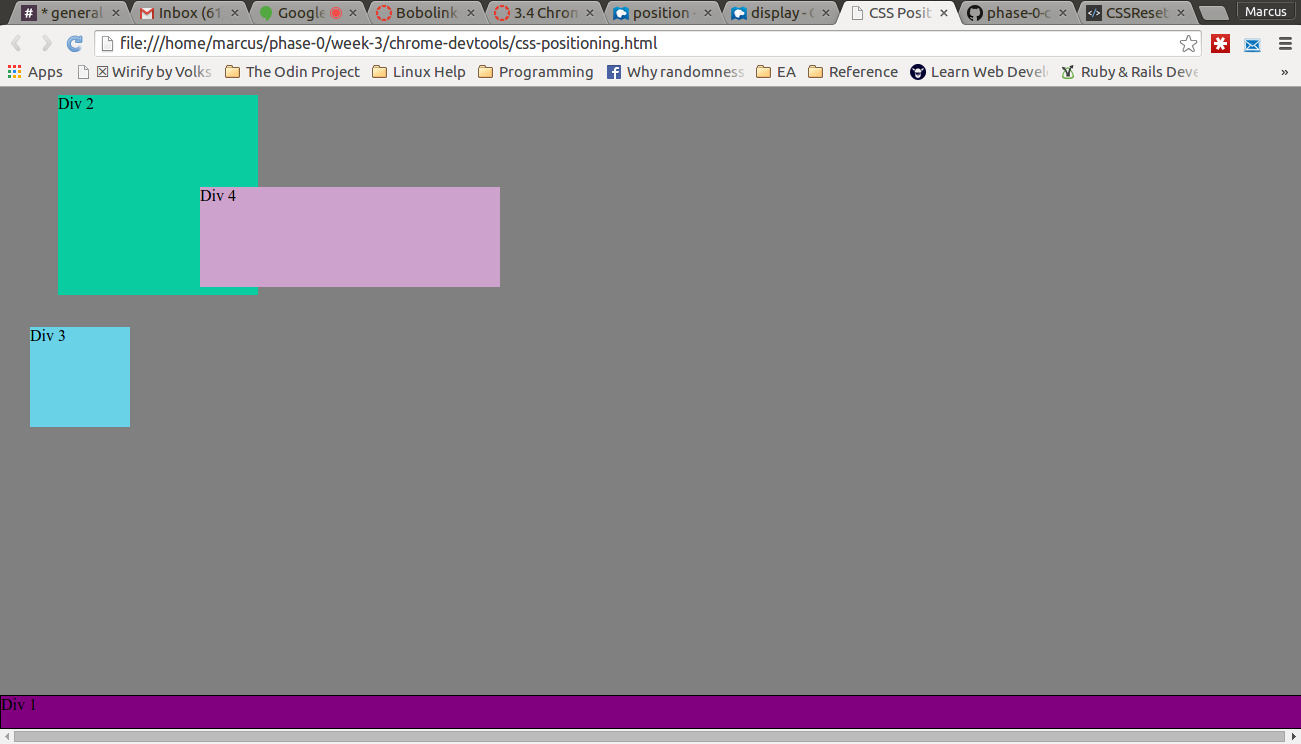 # * general × Inbox (61 × Google × Bobolink × 3.4 Chrom × position - × display - × CSS Posit × phase-0-c × CSSReset × Marcus
file:///home/marcus/phase-0/week-3/chrome-devtools/css-positioning.html
Apps Wirify by Volks The Odin Project Linux Help Programming Why randomness EA Reference Learn Web Devel Ruby & Rails Deve »
Div 2
Div 4
Div 3
Div 1